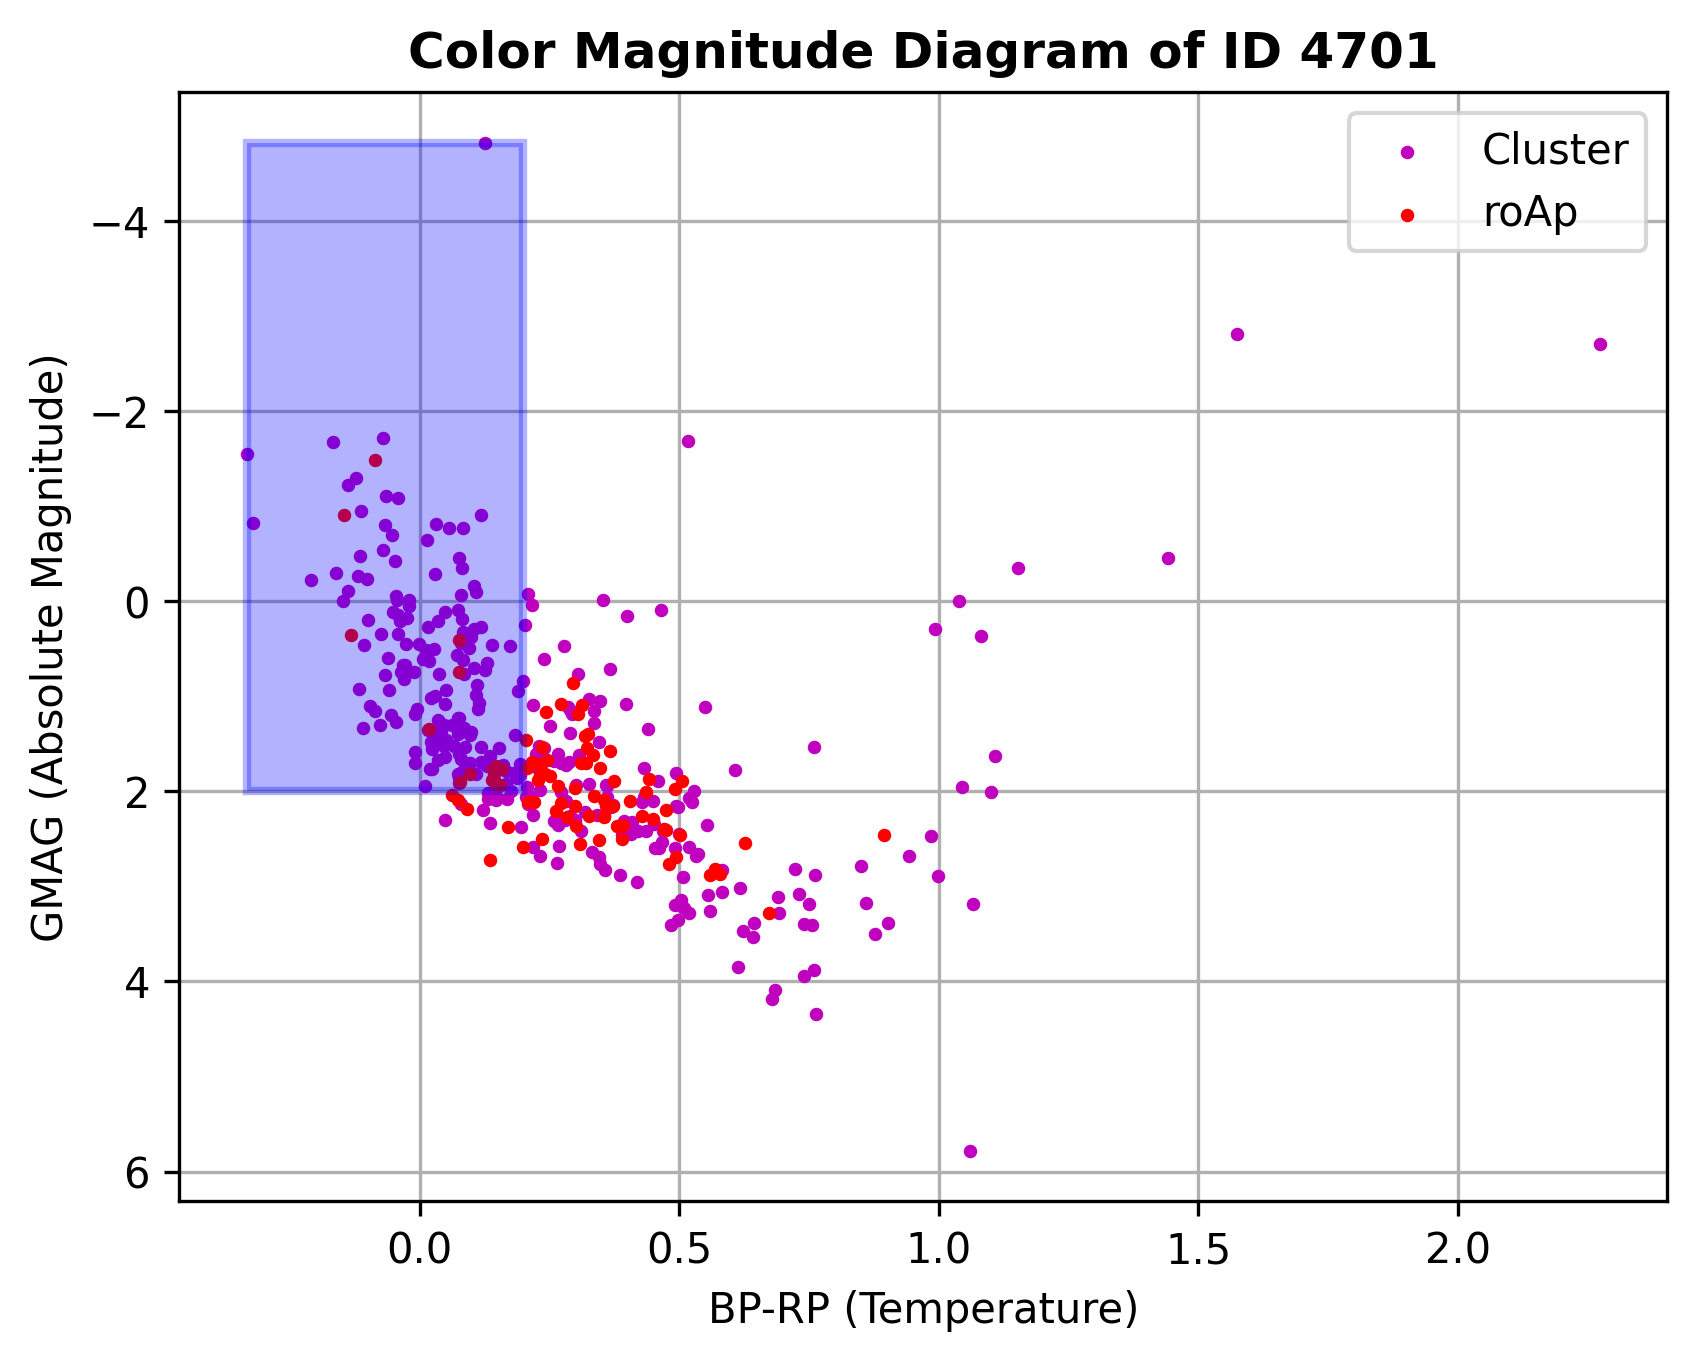 Color Magnitude Diagram of ID 4701
Cluster
roAp
GMAG (Absolute Magnitude)
−4
−2
0
2
4
6
0.0 0.5 1.0 1.5 2.0
BP-RP (Temperature)